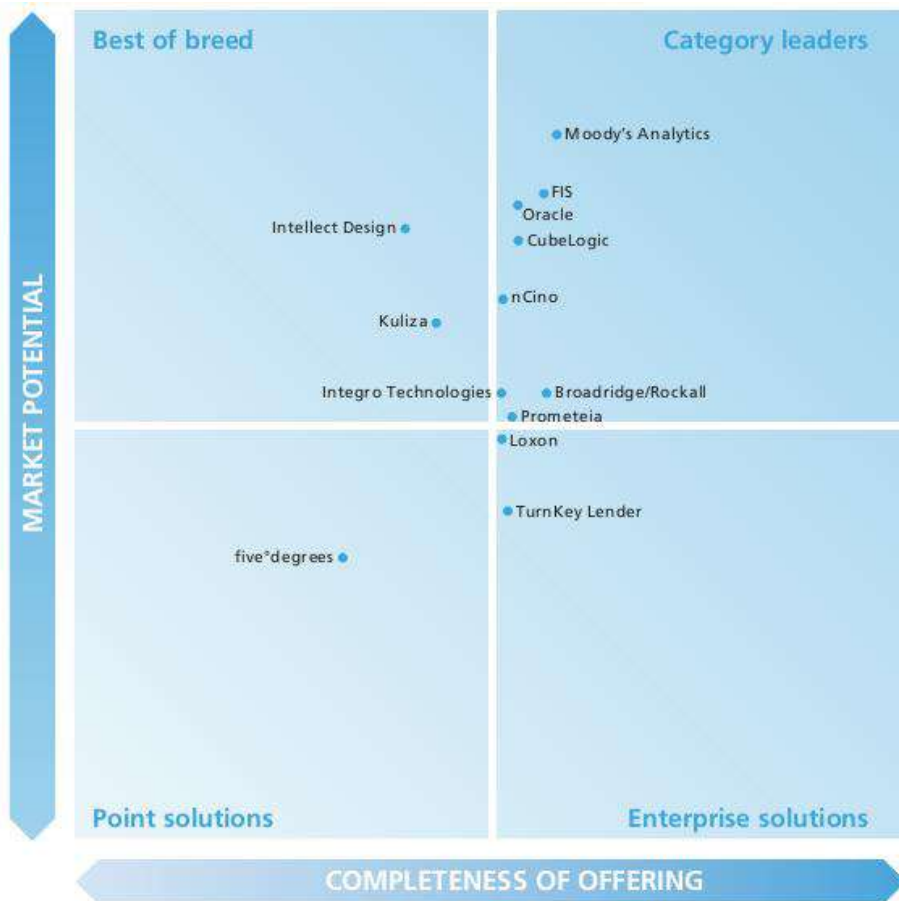 Best of breed
Category leaders
Moody's Analytics
FIS
Oracle
Intellect Design
CubeLogic
nCino
Kuliza
Integro Technologies
Broadridge/Rockall
Prometeia
Loxon
TurnKey Lender
five°degrees
Point solutions
Enterprise solutions
MARKET POTENTIAL
COMPLETENESS OF OFFERING